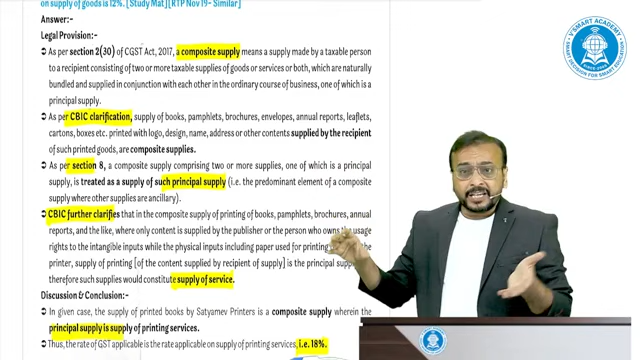 on supply of goods is 12%. [Study Mat] [RTP Nov 19- Similar]
Answer:-
Legal Provision:-
As per section 2(30) of CGST Act, 2017, a composite supply means a supply made by a taxable person
to a recipient consisting of two or more taxable supplies of goods or services or both, which are naturally
bundled and supplied in conjunction with each other in the ordinary course of business, one of which is a
principal supply.
As per CBIC clarification, supply of books, pamphlets, brochures, envelopes, annual reports, leaflets,
cartons, boxes etc. printed with logo, design, name, address or other contents supplied by the recipient
of such printed goods, are composite supplies.
As per section 8, a composite supply comprising two or more supplies, one of which is a principal
supply, is treated as a supply of such principal supply (i.e. the predominant element of a composite
supply where other supplies are ancillary).
CBIC further clarifies that in the composite supply of printing of books, pamphlets, brochures, annual
reports, and the like, where only content is supplied by the publisher or the person who owns the usage
rights to the intangible inputs while the physical inputs including paper used for printing the
printer, supply of printing [of the content supplied by recipient of supply] is the principal
therefore such supplies would constitute supply of service.
Discussion & Conclusion:-
In given case, the supply of printed books by Satyamev Printers is a composite supply wherein the
principal supply is supply of printing services.
Thus, the rate of GST applicable is the rate applicable on supply of printing services, i.e. 18%.
V'SMART ACADEMY
SMART DECISION FOR SMART EDUCATION